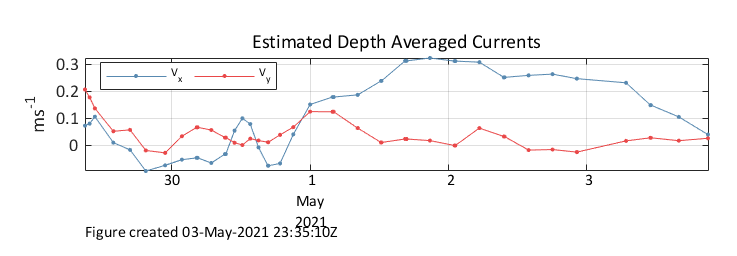 Estimated Depth Averaged Currents
0.3
0.2
0.1
0
ms-1
Vx
Vy
30
1
2
3
May
2021
Figure created 03-May-2021 23:35:10Z